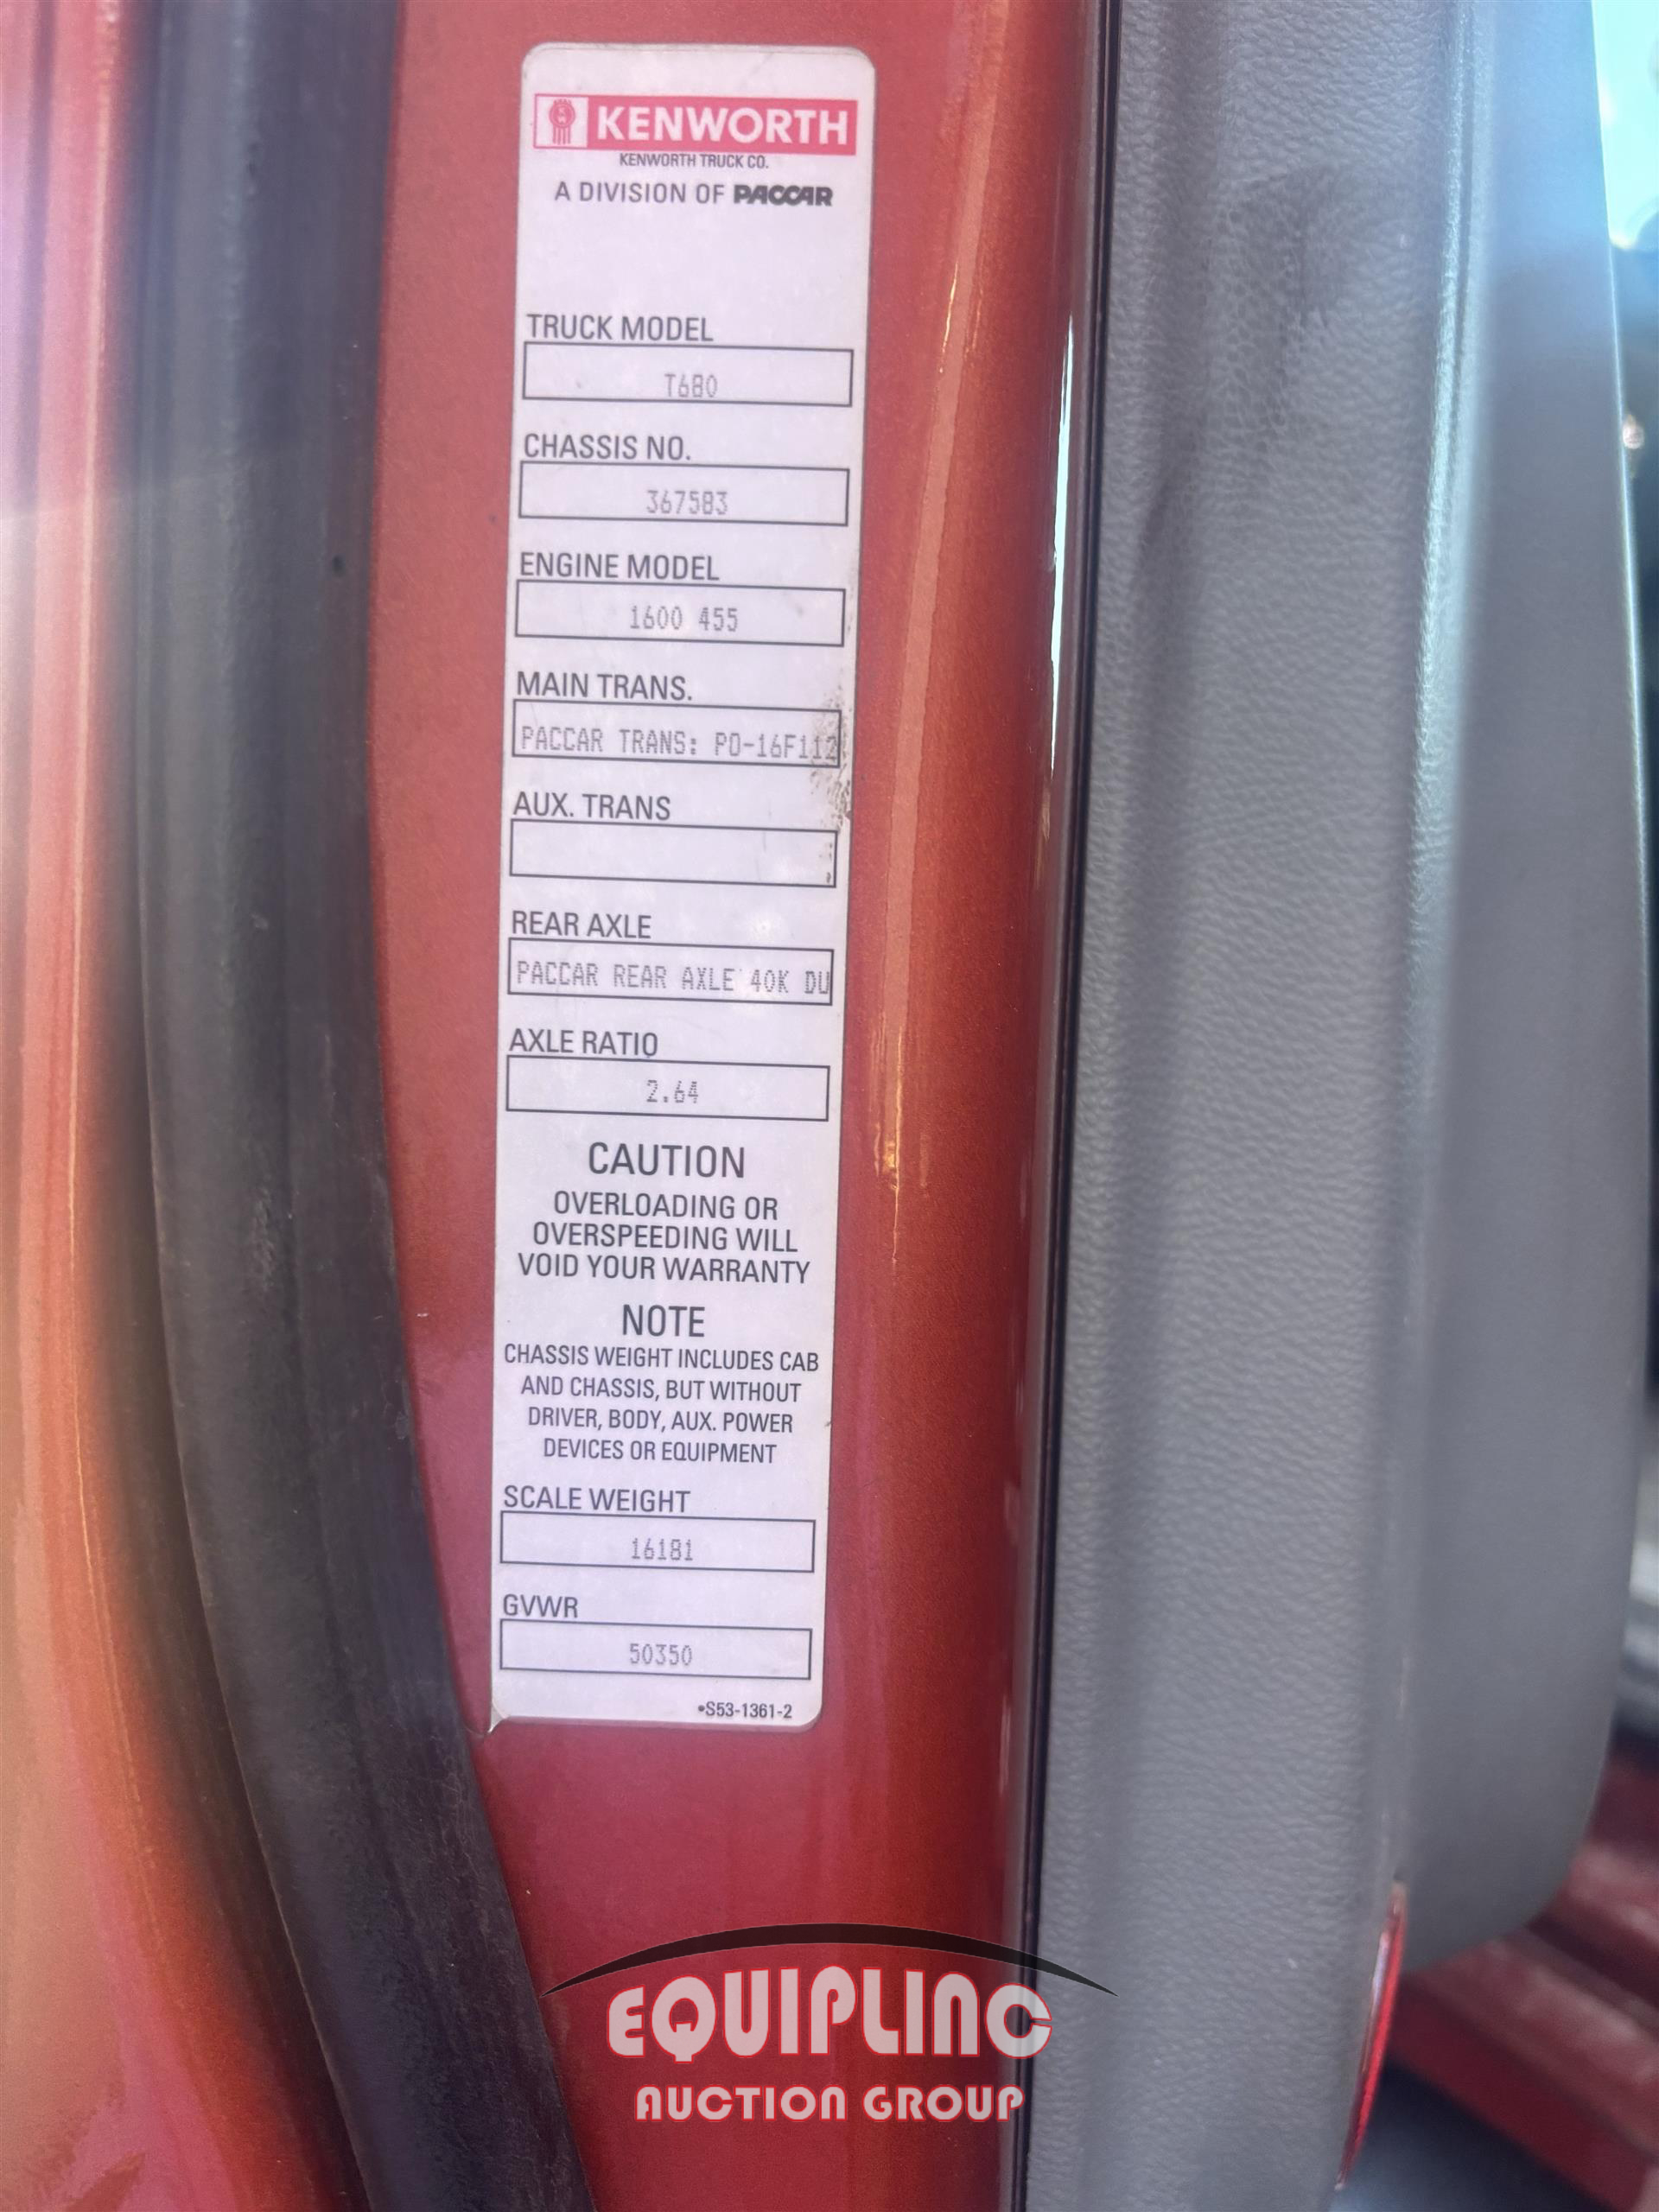 KENWORTH
KENWORTH TRUCK CO.
A DIVISION OF PACCAR
TRUCK MODEL
T680
CHASSIS NO.
367583
ENGINE MODEL
1600 455
MAIN TRANS.
PACCAR TRANS: PO-16F112
AUX. TRANS
REAR AXLE
PACCAR REAR AXLE 40K DU
AXLE RATIO
2.64
CAUTION
OVERLOADING OR
OVERSPEEDING WILL
VOID YOUR WARRANTY
NOTE
CHASSIS WEIGHT INCLUDES CAB
AND CHASSIS, BUT WITHOUT
DRIVER, BODY, AUX. POWER
DEVICES OR EQUIPMENT
SCALE WEIGHT
16181
GVWR
50350
•S53-1361-2
EQUIPLINC
AUCTION GROUP